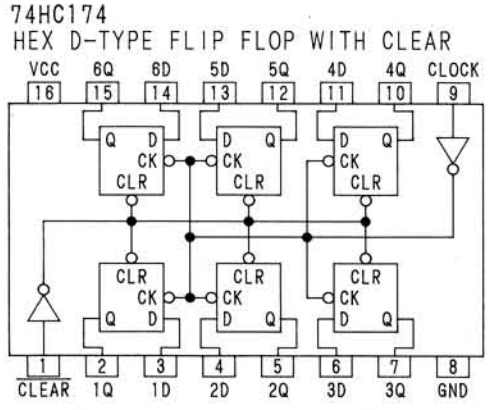 74HC174
HEX D-TYPE FLIP FLOP WITH CLEAR
VCC 6Q 6D 5D 5Q 4D 4Q CLOCK
16 15 14 13 12 11 10 9
Q D D Q D Q
CK CK CK
CLR CLR CLR
CLR CLR CLR
CK CK CK
Q D D Q D Q
1 2 3 4 5 6 7 8
CLEAR 1Q 1D 2D 2Q 3D 3Q GND